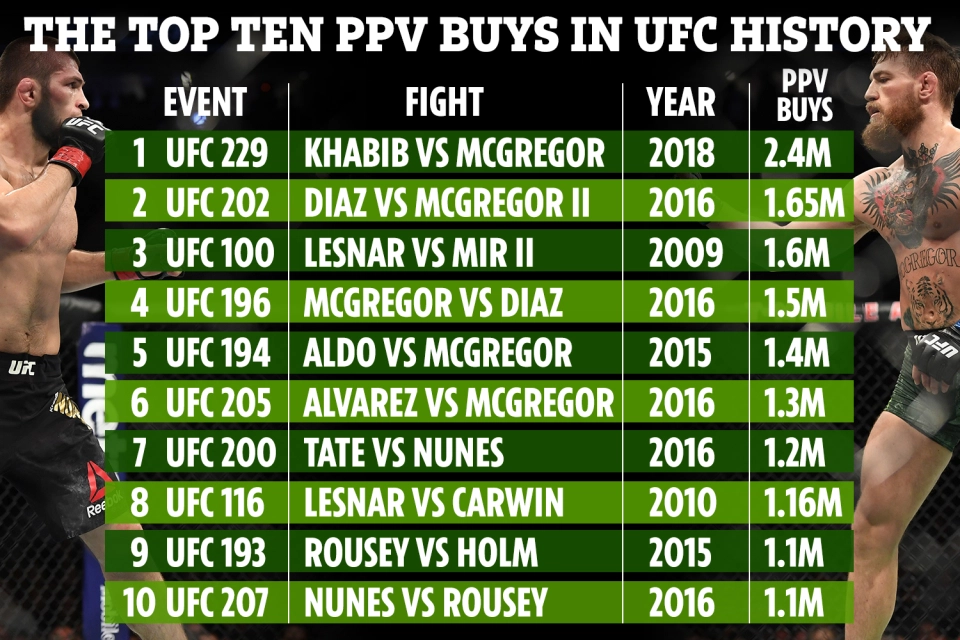 THE TOP TEN PPV BUYS IN UFC HISTORY
EVENT FIGHT YEAR PPV BUYS
1 UFC 229 KHABIB VS MCGREGOR 2018 2.4M
2 UFC 202 DIAZ VS MCGREGOR II 2016 1.65M
3 UFC 100 LESNAR VS MIR II 2009 1.6M
4 UFC 196 MCGREGOR VS DIAZ 2016 1.5M
5 UFC 194 ALDO VS MCGREGOR 2015 1.4M
6 UFC 205 ALVAREZ VS MCGREGOR 2016 1.3M
7 UFC 200 TATE VS NUNES 2016 1.2M
8 UFC 116 LESNAR VS CARWIN 2010 1.16M
9 UFC 193 ROUSEY VS HOLM 2015 1.1M
10 UFC 207 NUNES VS ROUSEY 2016 1.1M
UFC
UFC
Reebok
UFC